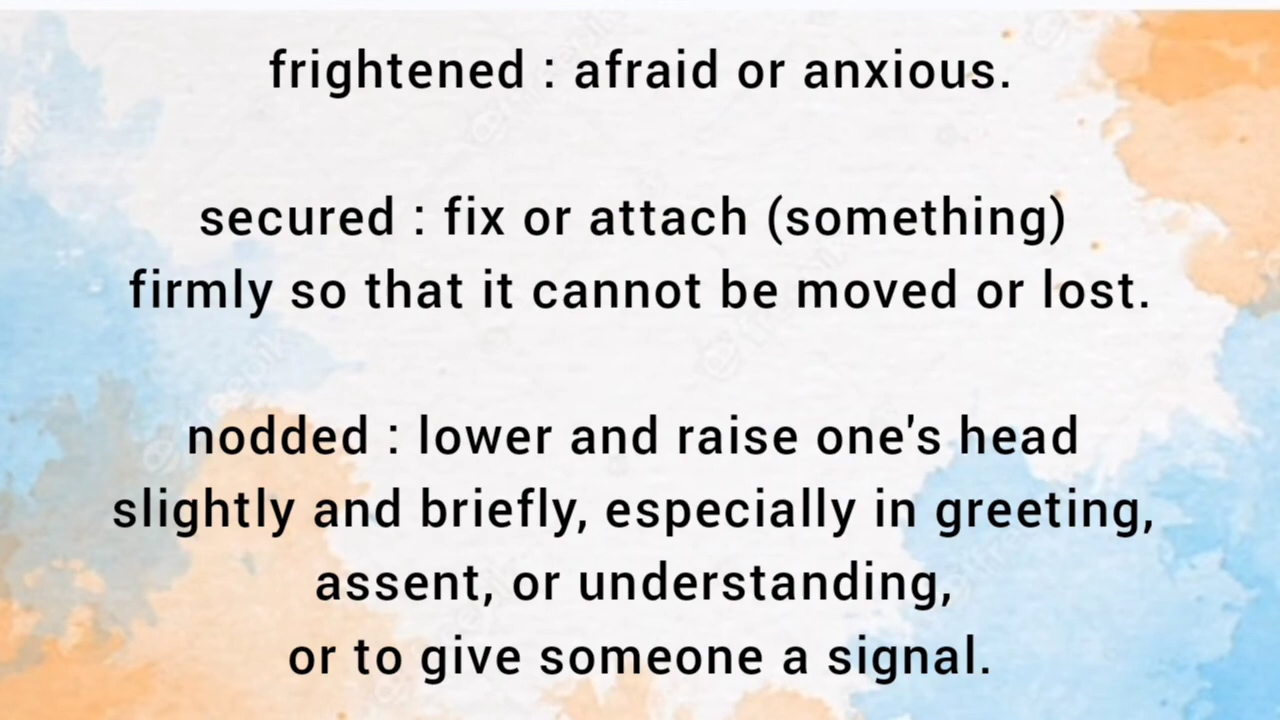 frightened : afraid or anxious.
secured : fix or attach (something)
firmly so that it cannot be moved or lost.
nodded : lower and raise one's head
slightly and briefly, especially in greeting,
assent, or understanding,
or to give someone a signal.